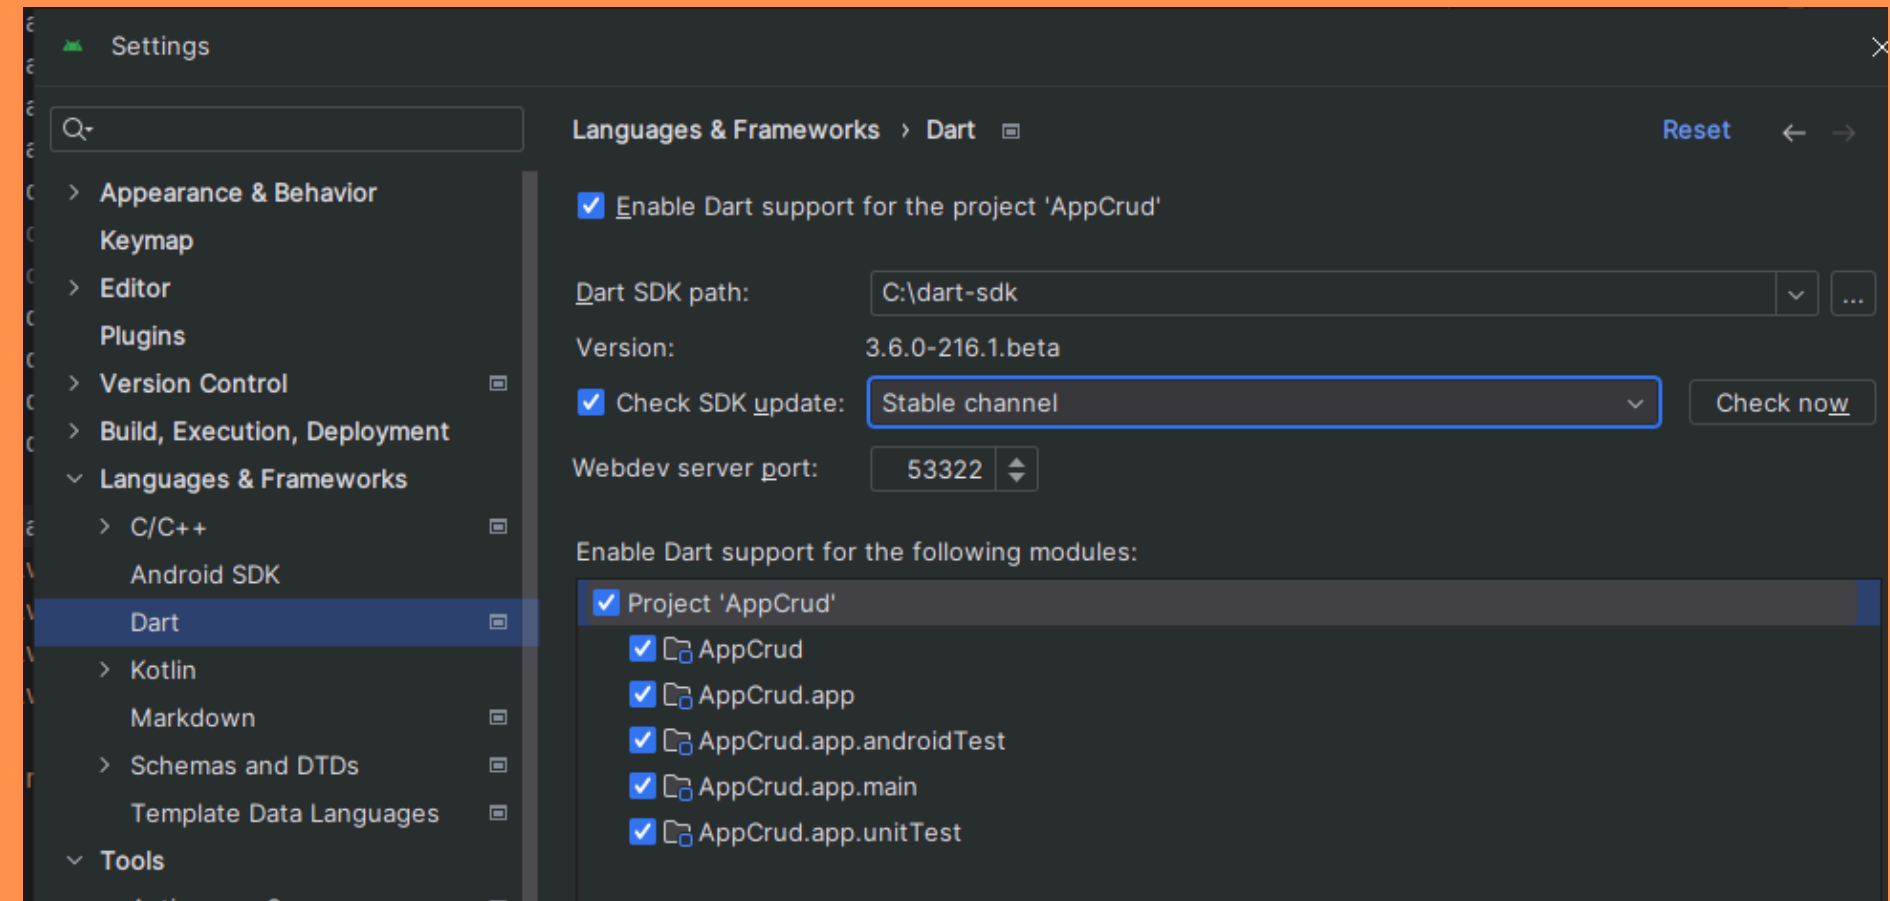 Settings
Languages & Frameworks › Dart
Reset
Appearance & Behavior
Keymap
Editor
Plugins
Version Control
Build, Execution, Deployment
Languages & Frameworks
C/C++
Android SDK
Dart
Kotlin
Markdown
Schemas and DTDs
Template Data Languages
Tools
Enable Dart support for the project 'AppCrud'
Dart SDK path: C:\dart-sdk ...
Version: 3.6.0-216.1.beta
Check SDK update: Stable channel Check now
Webdev server port: 53322
Enable Dart support for the following modules:
Project 'AppCrud'
AppCrud
AppCrud.app
AppCrud.app.androidTest
AppCrud.app.main
AppCrud.app.unitTest